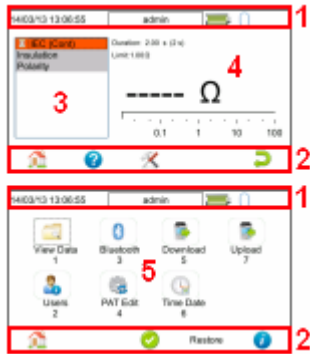 14/03/13 13:06:55 admin 1
IEC (Cont)
Insulation
Polarity
Duration: 2.00 s (2 s)
Limit:1.00 Ω
3
4
----- Ω
0.1 1 10 100
2
14/03/13 13:06:55 admin 1
View Data
1
Bluetooth
3
Download
5
Upload
7
5
Users
2
PAT Edit
4
Time Date
6
Restore 2